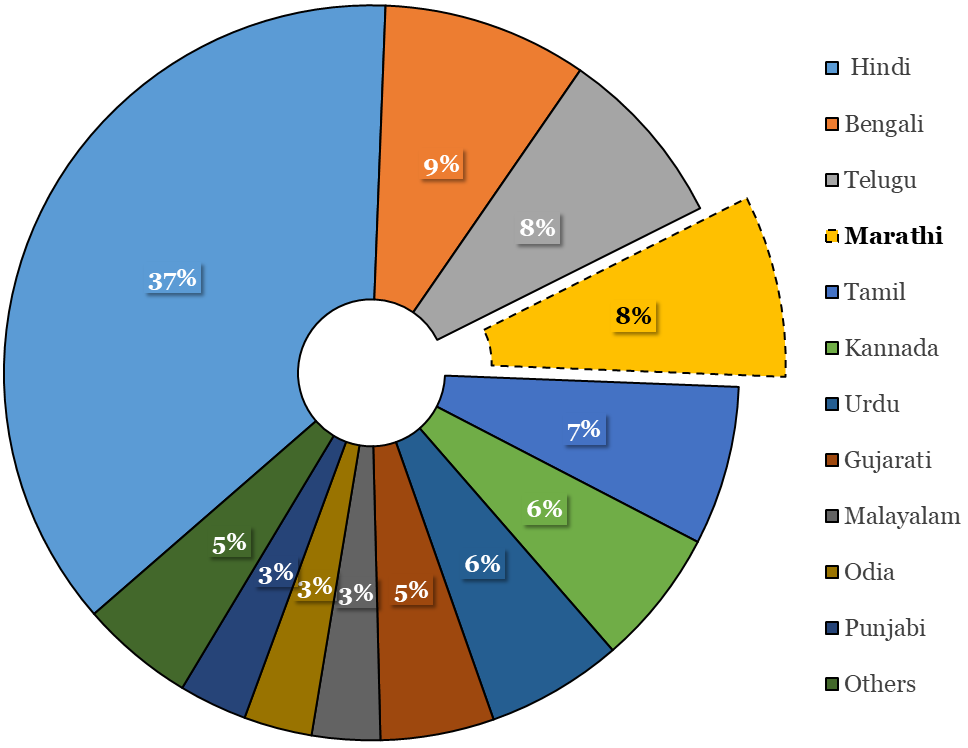 37%
9%
8%
8%
7%
6%
6%
5%
3%
3%
3%
5%
Hindi
Bengali
Telugu
Marathi
Tamil
Kannada
Urdu
Gujarati
Malayalam
Odia
Punjabi
Others